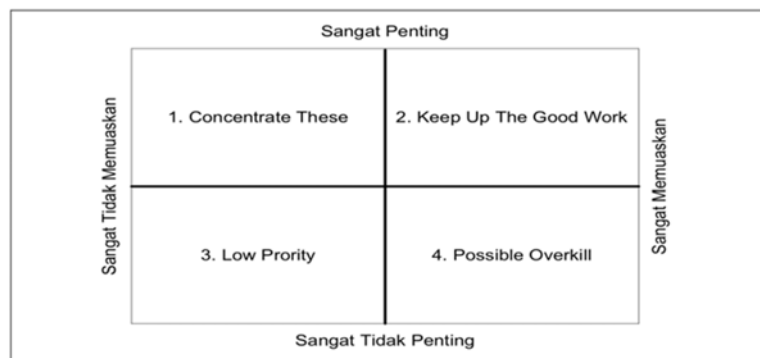 Sangat Penting
Sangat Tidak Memuaskan
1. Concentrate These
2. Keep Up The Good Work
Sangat Memuaskan
3. Low Prority
4. Possible Overkill
Sangat Tidak Penting